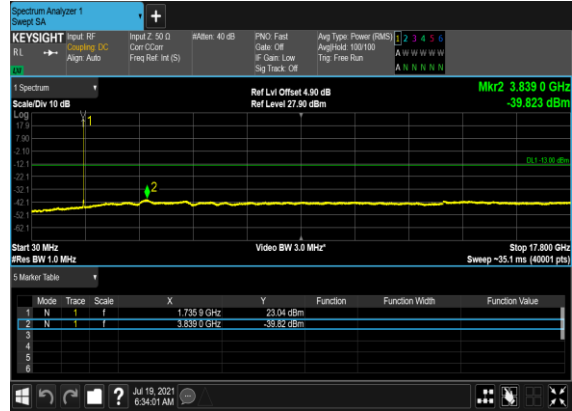 Spectrum Analyzer 1
Swept SA
+
KEYSIGHT Input: RF Input Z: 50 Ω #Atten: 40 dB PNO: Fast Avg Type: Power (RMS) 1 2 3 4 5 6
RL Coupling: DC Corr CCorr Gate: Off Avg|Hold: 100/100 A W W W W W
Align: Auto Freq Ref: Int (S) IF Gain: Low Trig: Free Run
Sig Track: Off A N N N N N
LW
1 Spectrum Ref Lvl Offset 4.90 dB Mkr2 3.839 0 GHz
Scale/Div 10 dB Ref Level 27.90 dBm -39.823 dBm
Log
1
17.9
7.90
-2.10
-12.1 DL1 -13.00 dBm
-22.1
-32.1 2
-42.1
-52.1
-62.1
Start 30 MHz Video BW 3.0 MHz* Stop 17.800 GHz
#Res BW 1.0 MHz Sweep ~35.1 ms (40001 pts)
5 Marker Table
Mode Trace Scale X Y Function Function Width Function Value
1 N 1 f 1.735 9 GHz 23.04 dBm
2 N 1 f 3.839 0 GHz -39.82 dBm
3
4
5
6
? Jul 19, 2021
6:34:01 AM